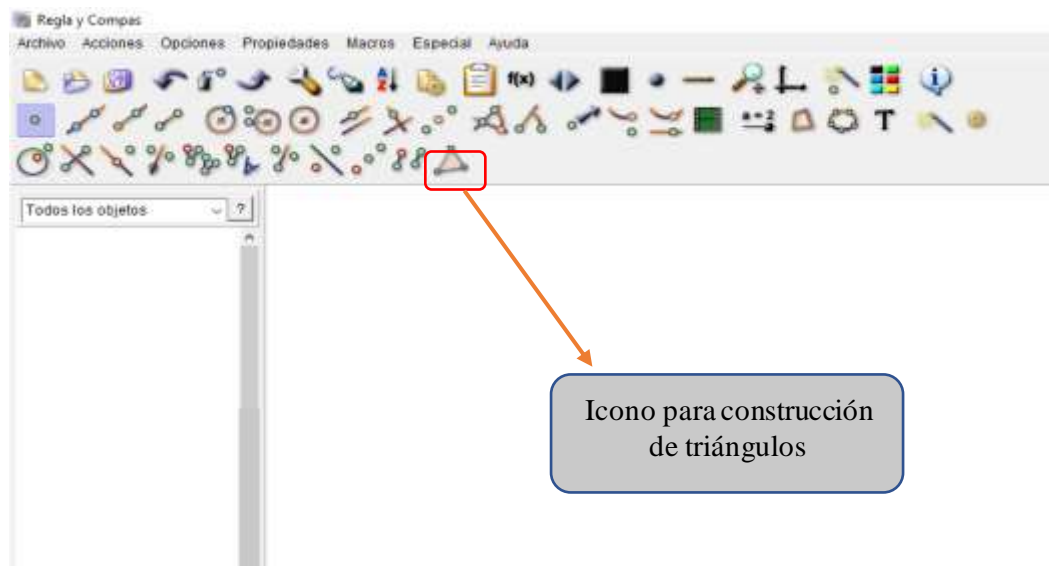 Regla y Compas
Archivo Acciones Opciones Propiedades Macros Especial Ayuda
f(x)
T
Todos los objetos ?
Icono para construcción
de triángulos